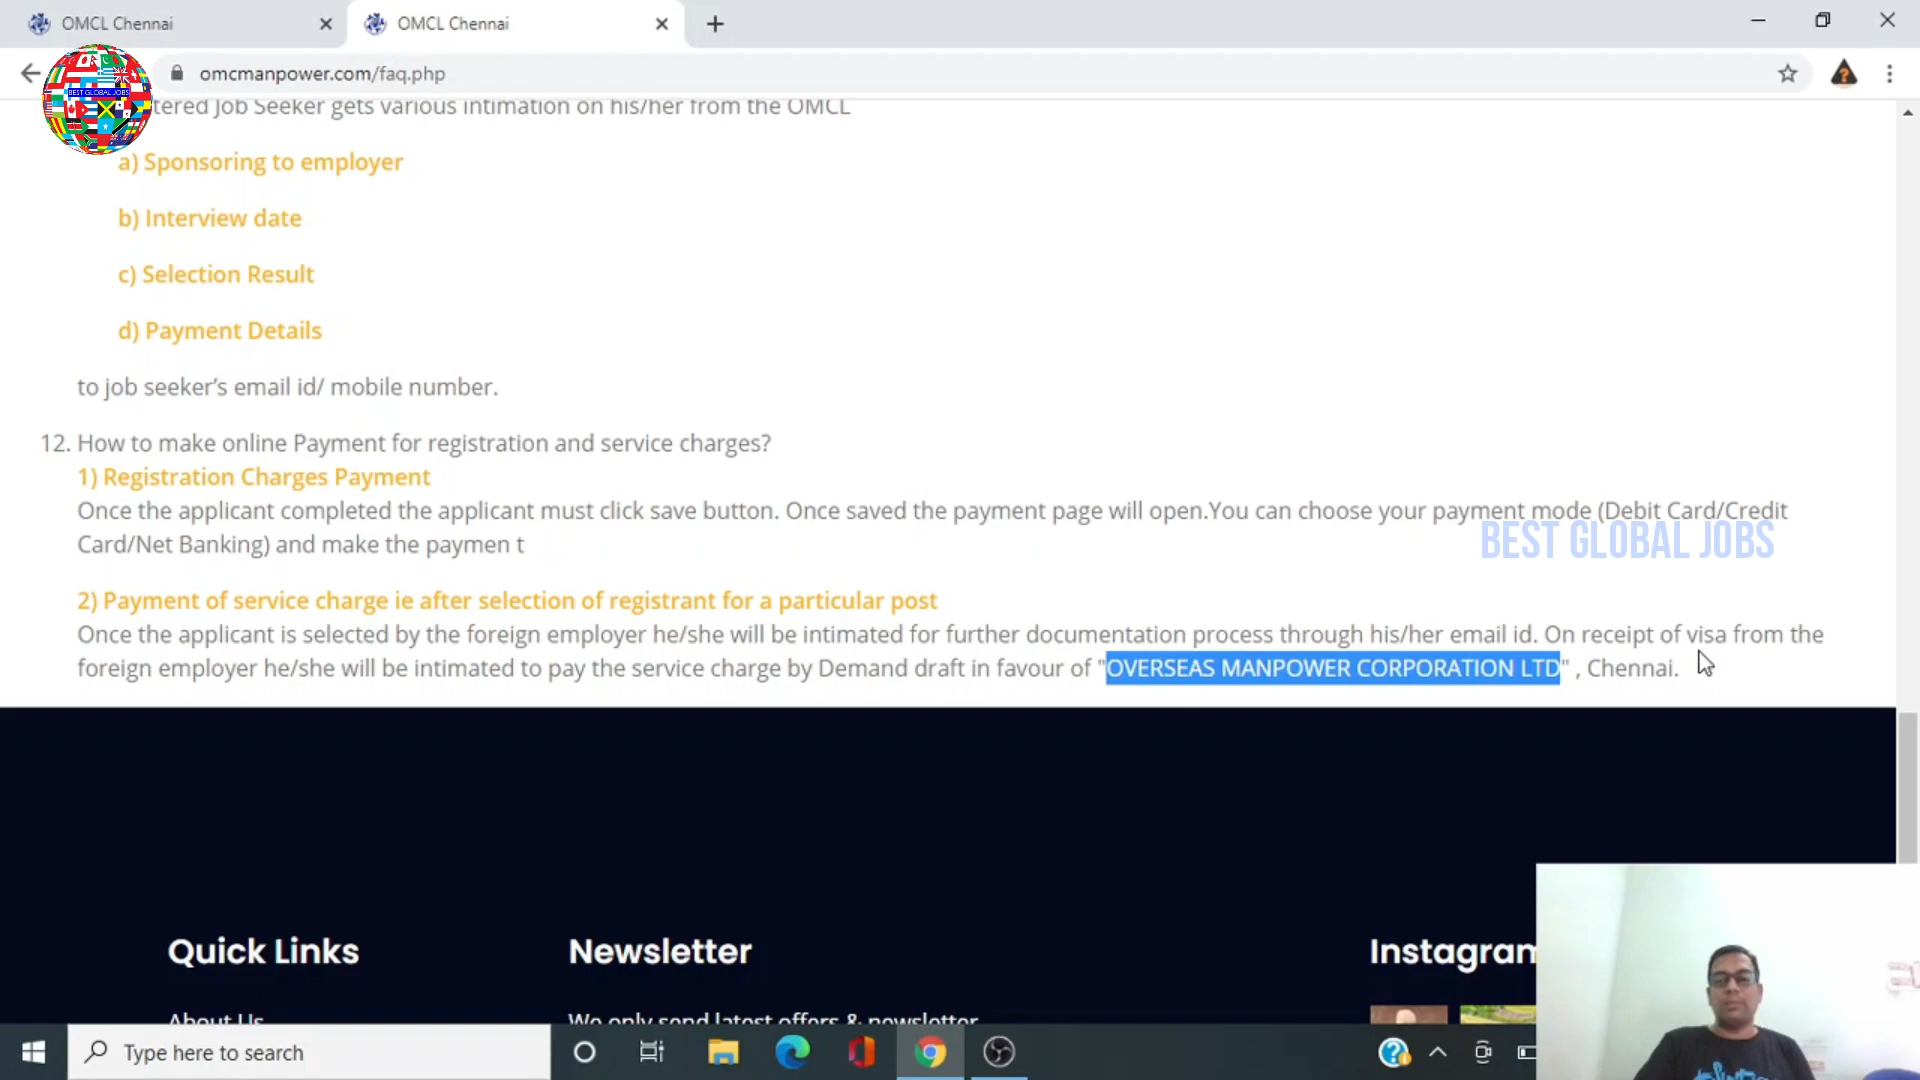 OMCL Chennai
OMCL Chennai
omcmanpower.com/faq.php
BEST GLOBAL JOBS
tered Job Seeker gets various intimation on his/her from the OMCL
a) Sponsoring to employer
b) Interview date
c) Selection Result
d) Payment Details
to job seeker’s email id/ mobile number.
12. How to make online Payment for registration and service charges?
1) Registration Charges Payment
Once the applicant completed the applicant must click save button. Once saved the payment page will open.You can choose your payment mode (Debit Card/Credit
Card/Net Banking) and make the paymen t
BEST GLOBAL JOBS
2) Payment of service charge ie after selection of registrant for a particular post
Once the applicant is selected by the foreign employer he/she will be intimated for further documentation process through his/her email id. On receipt of visa from the
foreign employer he/she will be intimated to pay the service charge by Demand draft in favour of "OVERSEAS MANPOWER CORPORATION LTD" , Chennai.
Quick Links
Newsletter
Instagram
About Us
We only send latest offers & newsletter
Type here to search